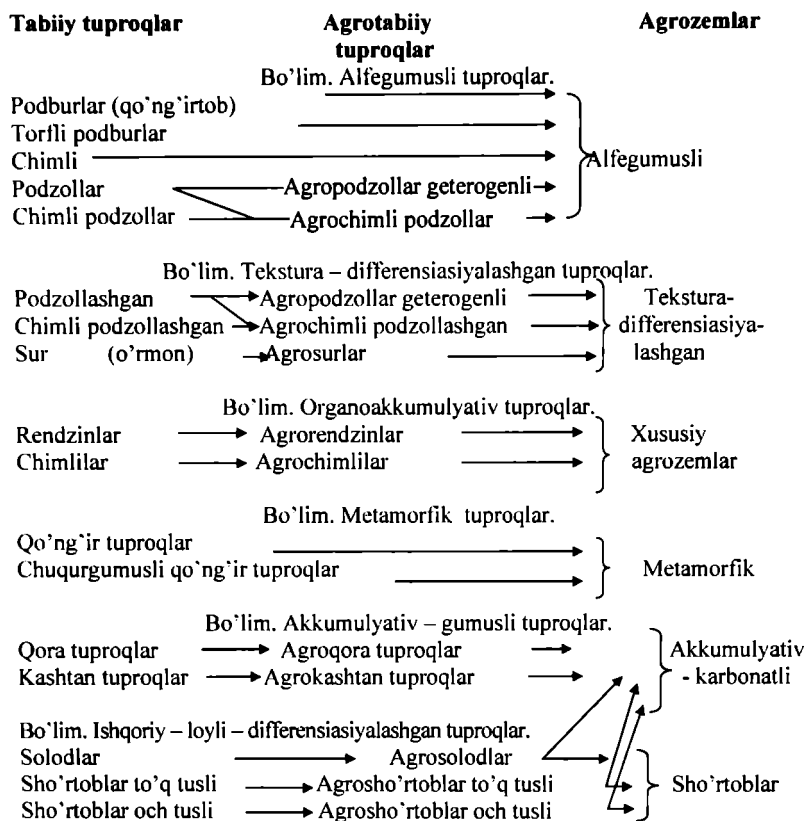 Tabiiy tuproqlar Agrotabiiy tuproqlar Agrozemlar
Bo'lim. Alfegumusli tuproqlar.
Podburlar (qo'ng'irtob)
Torfli podburlar
Chimli Alfegumusli
Podzollar Agropodzollar geterogenli
Chimli podzollar Agrochimli podzollar
Bo'lim. Tekstura – differensiasiyalashgan tuproqlar.
Podzollashgan Agropodzollar geterogenli Tekstura-
Chimli podzollashgan Agrochimli podzollashgan differensiasiya-
Sur (o'rmon) Agrosurlar lashgan
Bo'lim. Organoakkumulyativ tuproqlar.
Rendzinlar Agrorendzinlar Xususiy
Chimlilar Agrochimlilar agrozemlar
Bo'lim. Metamorfik tuproqlar.
Qo'ng'ir tuproqlar
Chuqurgumusli qo'ng'ir tuproqlar Metamorfik
Bo'lim. Akkumulyativ – gumusli tuproqlar.
Qora tuproqlar Agroqora tuproqlar Akkumulyativ
Kashtan tuproqlar Agrokashtan tuproqlar - karbonatli
Bo'lim. Ishqoriy – loyli – differensiasiyalashgan tuproqlar.
Solodlar Agrosolodlar
Sho'rtoblar to'q tusli Agrosho'rtoblar to'q tusli Sho'rtoblar
Sho'rtoblar och tusli Agrosho'rtoblar och tusli